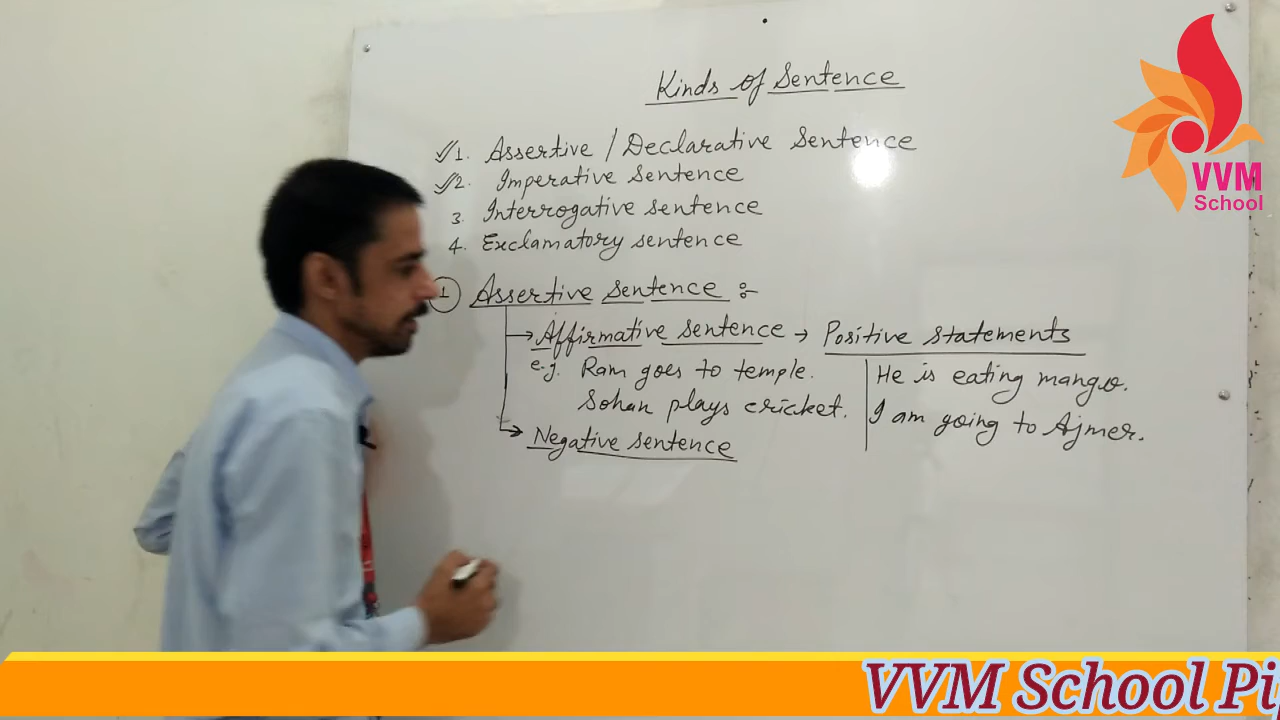 Kinds of Sentence
1. Assertive / Declarative Sentence
2. Imperative Sentence
3. Interrogative Sentence
4. Exclamatory sentence
1 Assertive Sentence :-
→ Affirmative sentence → Positive statements
e.g. Ram goes to temple.
Sohan plays cricket.
He is eating mango.
I am going to Ajmer.
→ Negative sentence
VVM
School
VVM School